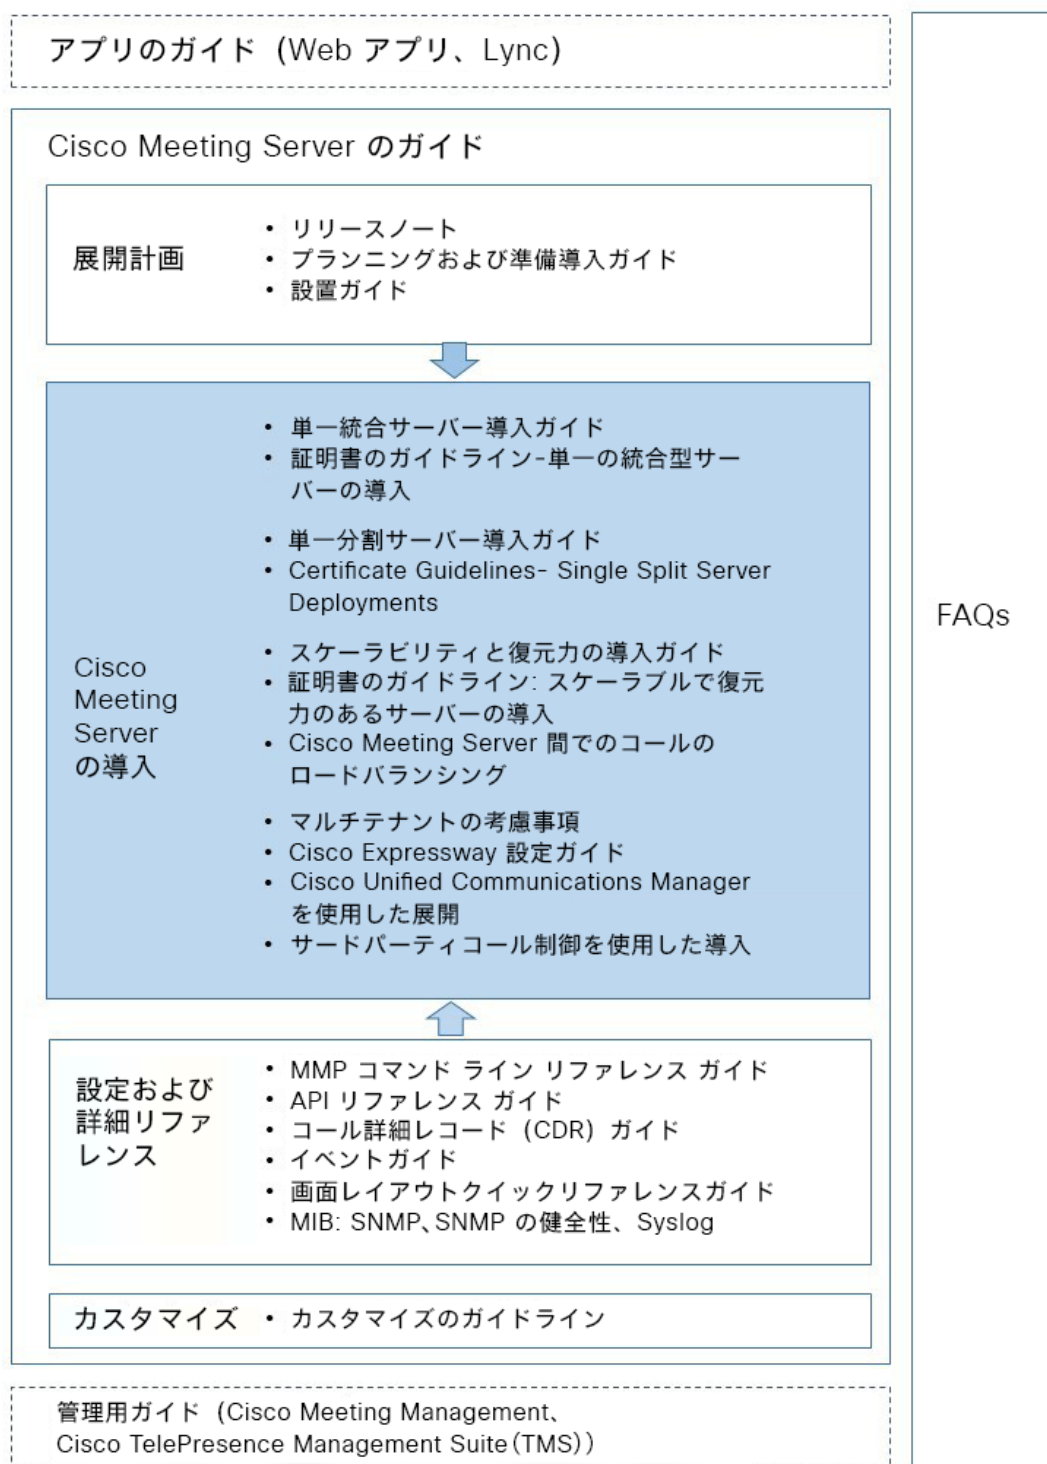 アプリのガイド (Web アプリ、Lync)
Cisco Meeting Server のガイド
展開計画
• リリースノート
• プランニングおよび準備導入ガイド
• 設置ガイド
Cisco
Meeting
Server
の導入
• 単一統合サーバー導入ガイド
• 証明書のガイドライン-単一の統合型サー
バーの導入
• 単一分割サーバー導入ガイド
• Certificate Guidelines- Single Split Server
Deployments
• スケーラビリティと復元力の導入ガイド
• 証明書のガイドライン: スケーラブルで復元
力のあるサーバーの導入
• Cisco Meeting Server 間でのコールの
ロードバランシング
• マルチテナントの考慮事項
• Cisco Expressway 設定ガイド
• Cisco Unified Communications Manager
を使用した展開
• サードパーティコール制御を使用した導入
設定および
詳細リファ
レンス
• MMP コマンド ライン リファレンス ガイド
• API リファレンス ガイド
• コール詳細レコード (CDR) ガイド
• イベントガイド
• 画面レイアウトクイックリファレンスガイド
• MIB: SNMP、SNMP の健全性、Syslog
カスタマイズ
• カスタマイズのガイドライン
管理用ガイド (Cisco Meeting Management、
Cisco TelePresence Management Suite(TMS))
FAQs